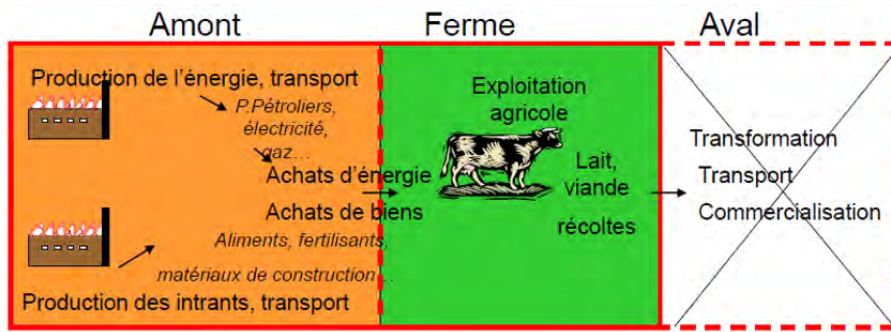 Amont
Ferme
Aval
Production de l'énergie, transport
P.Pétroliers,
électricité,
gaz...
Achats d'énergie
Achats de biens
Aliments, fertilisants,
matériaux de construction...
Production des intrants, transport
Exploitation
agricole
Lait,
viande
récoltes
Transformation
Transport
Commercialisation